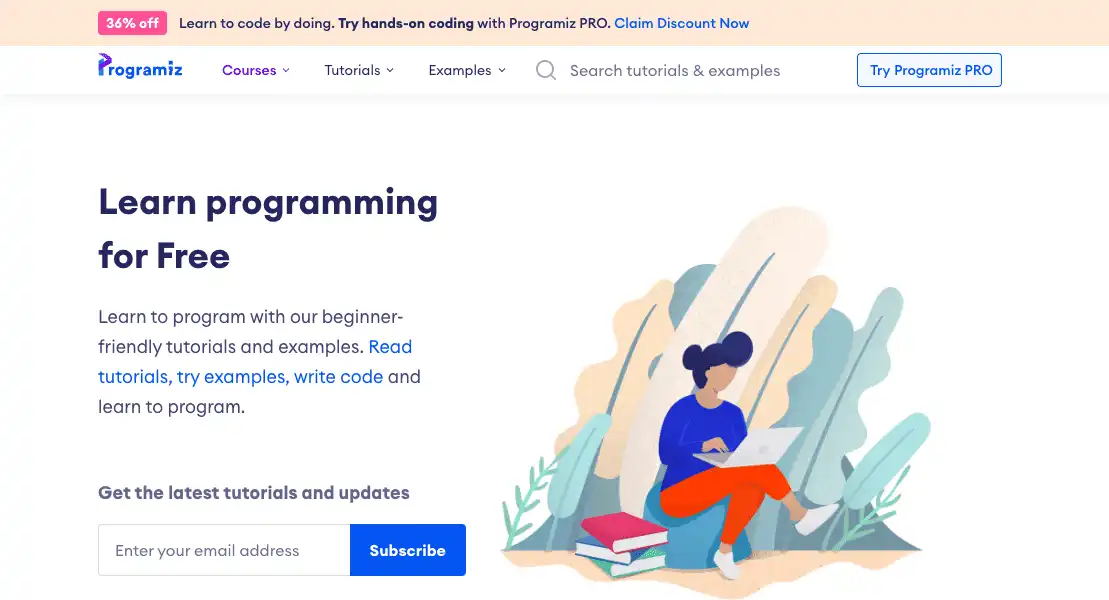 36% off Learn to code by doing. Try hands-on coding with Programiz PRO. Claim Discount Now
Programiz Courses Tutorials Examples Search tutorials & examples Try Programiz PRO
Learn programming
for Free
Learn to program with our beginner-
friendly tutorials and examples. Read
tutorials, try examples, write code and
learn to program.
Get the latest tutorials and updates
Enter your email address Subscribe